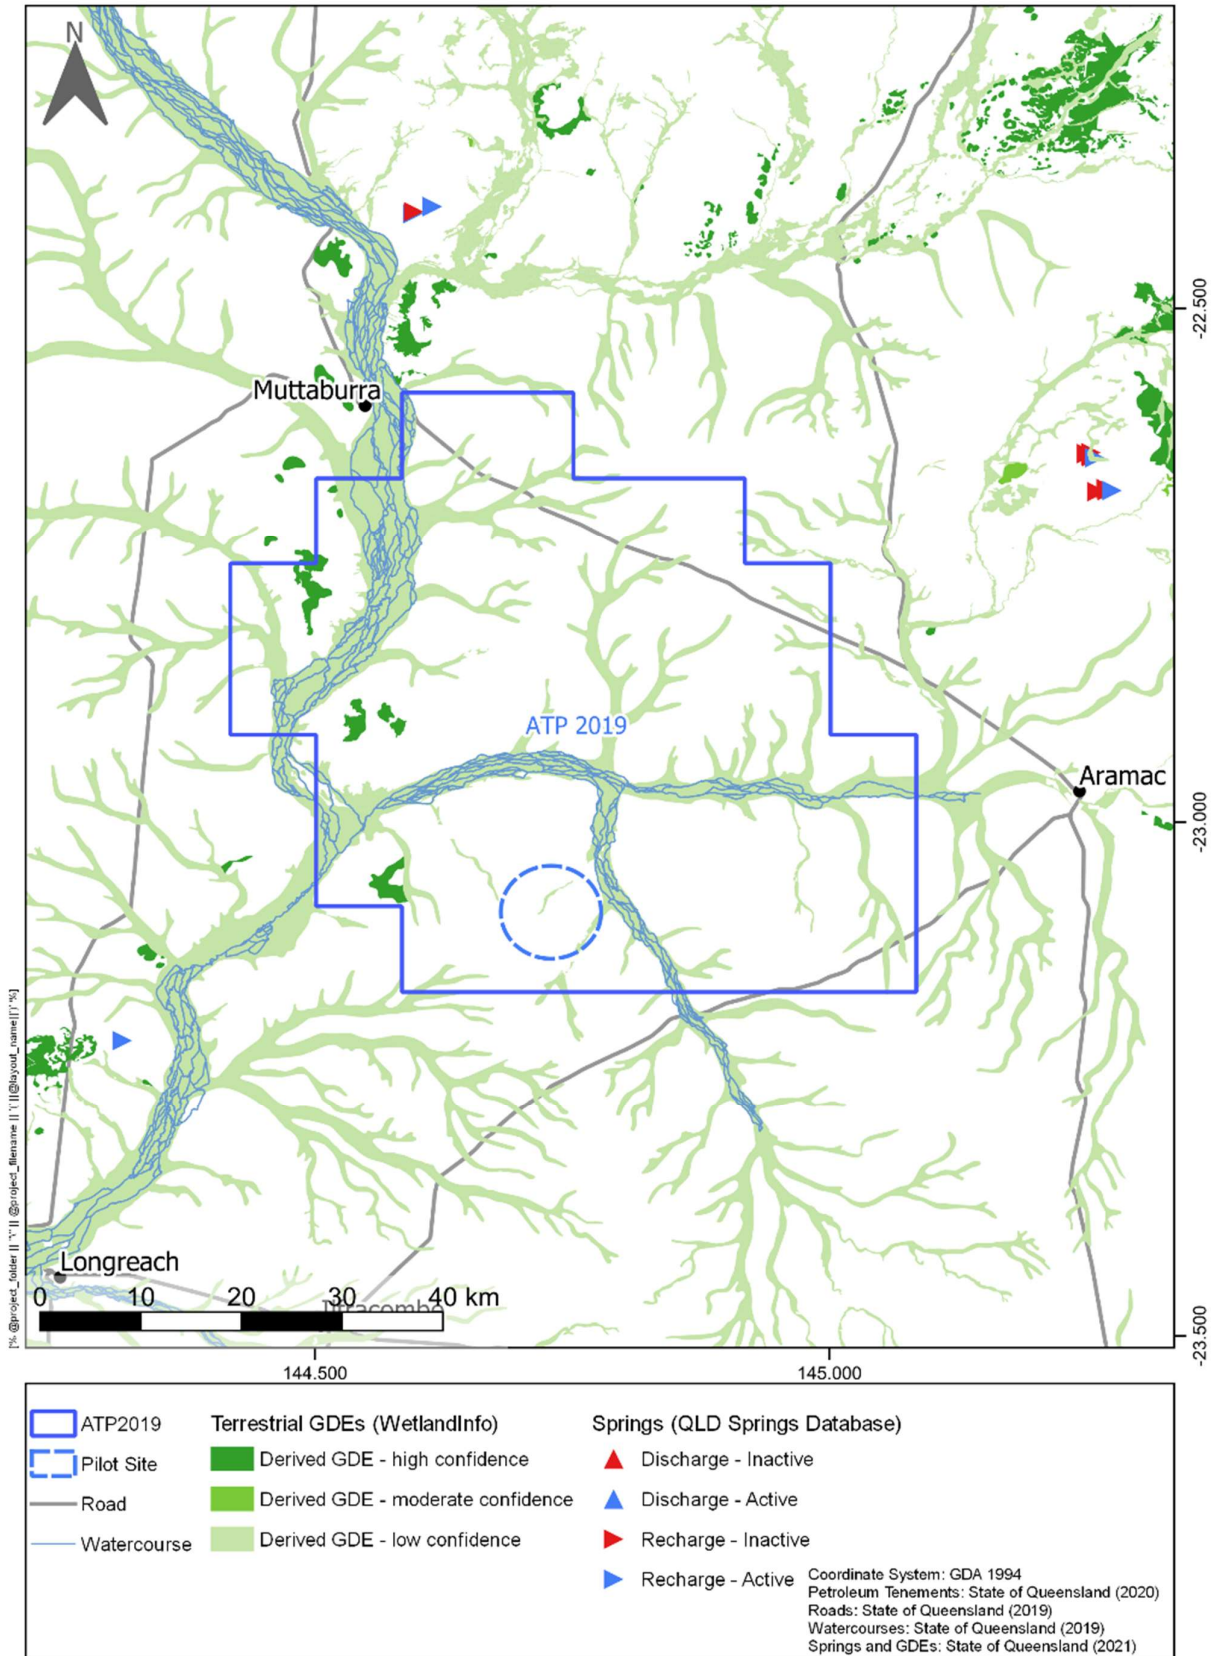 N
-22.500
Muttaburra
ATP 2019
Aramac
-23.000
[% @project_folder || '\' || @project_filename || '(' ||@layout_name||')' %]
Longreach
0 10 20 30 40 km
-23.500
144.500 145.000
ATP2019
Pilot Site
Road
Watercourse
Terrestrial GDEs (WetlandInfo)
Derived GDE - high confidence
Derived GDE - moderate confidence
Derived GDE - low confidence
Springs (QLD Springs Database)
Discharge - Inactive
Discharge - Active
Recharge - Inactive
Recharge - Active
Coordinate System: GDA 1994
Petroleum Tenements: State of Queensland (2020)
Roads: State of Queensland (2019)
Watercourses: State of Queensland (2019)
Springs and GDEs: State of Queensland (2021)